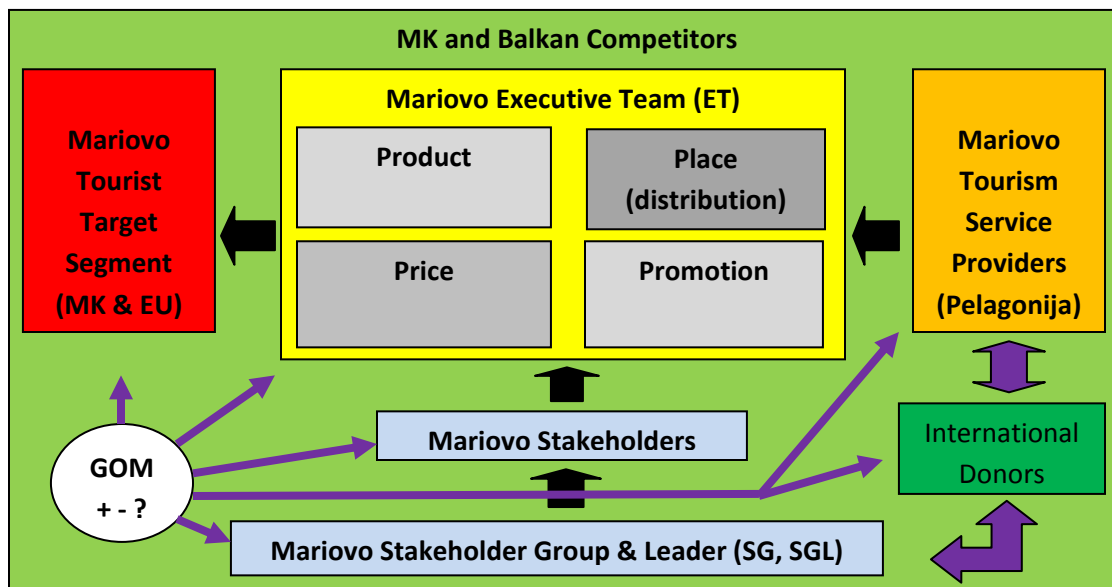 MK and Balkan Competitors
Mariovo
Tourist
Target
Segment
(MK & EU)
Mariovo Executive Team (ET)
Product
Place
(distribution)
Price
Promotion
Mariovo
Tourism
Service
Providers
(Pelagonija)
GOM
+ - ?
Mariovo Stakeholders
International
Donors
Mariovo Stakeholder Group & Leader (SG, SGL)